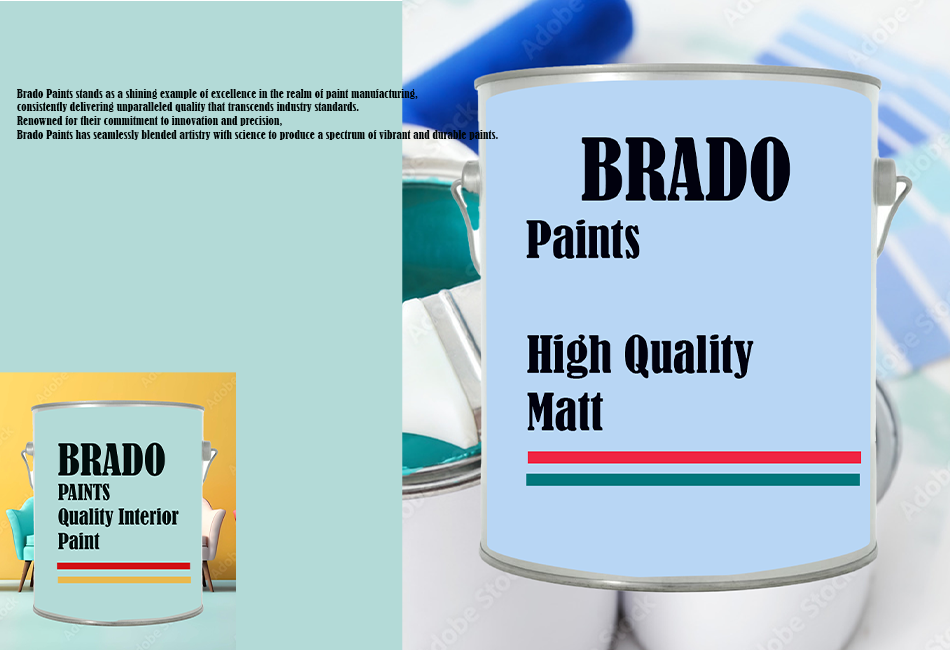 Brado Paints stands as a shining example of excellence in the realm of paint manufacturing,
consistently delivering unparalleled quality that transcends industry standards.
Renowned for their commitment to innovation and precision,
Brado Paints has seamlessly blended artistry with science to produce a spectrum of vibrant and durable paints.
BRADO
Paints
High Quality
Matt
BRADO
PAINTS
Quality Interior
Paint
Adobe Stock